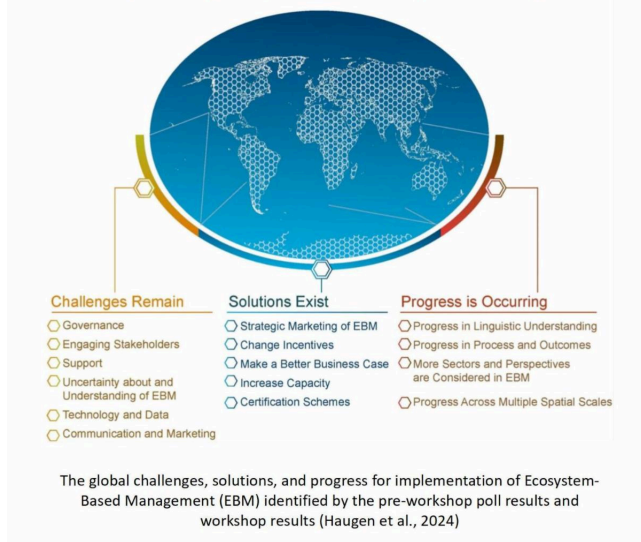 Challenges Remain
Governance
Engaging Stakeholders
Support
Uncertainty about and
Understanding of EBM
Technology and Data
Communication and Marketing
Solutions Exist
Strategic Marketing of EBM
Change Incentives
Make a Better Business Case
Increase Capacity
Certification Schemes
Progress is Occurring
Progress in Linguistic Understanding
Progress in Process and Outcomes
More Sectors and Perspectives
are Considered in EBM
Progress Across Multiple Spatial Scales
The global challenges, solutions, and progress for implementation of Ecosystem-
Based Management (EBM) identified by the pre-workshop poll results and
workshop results (Haugen et al., 2024)